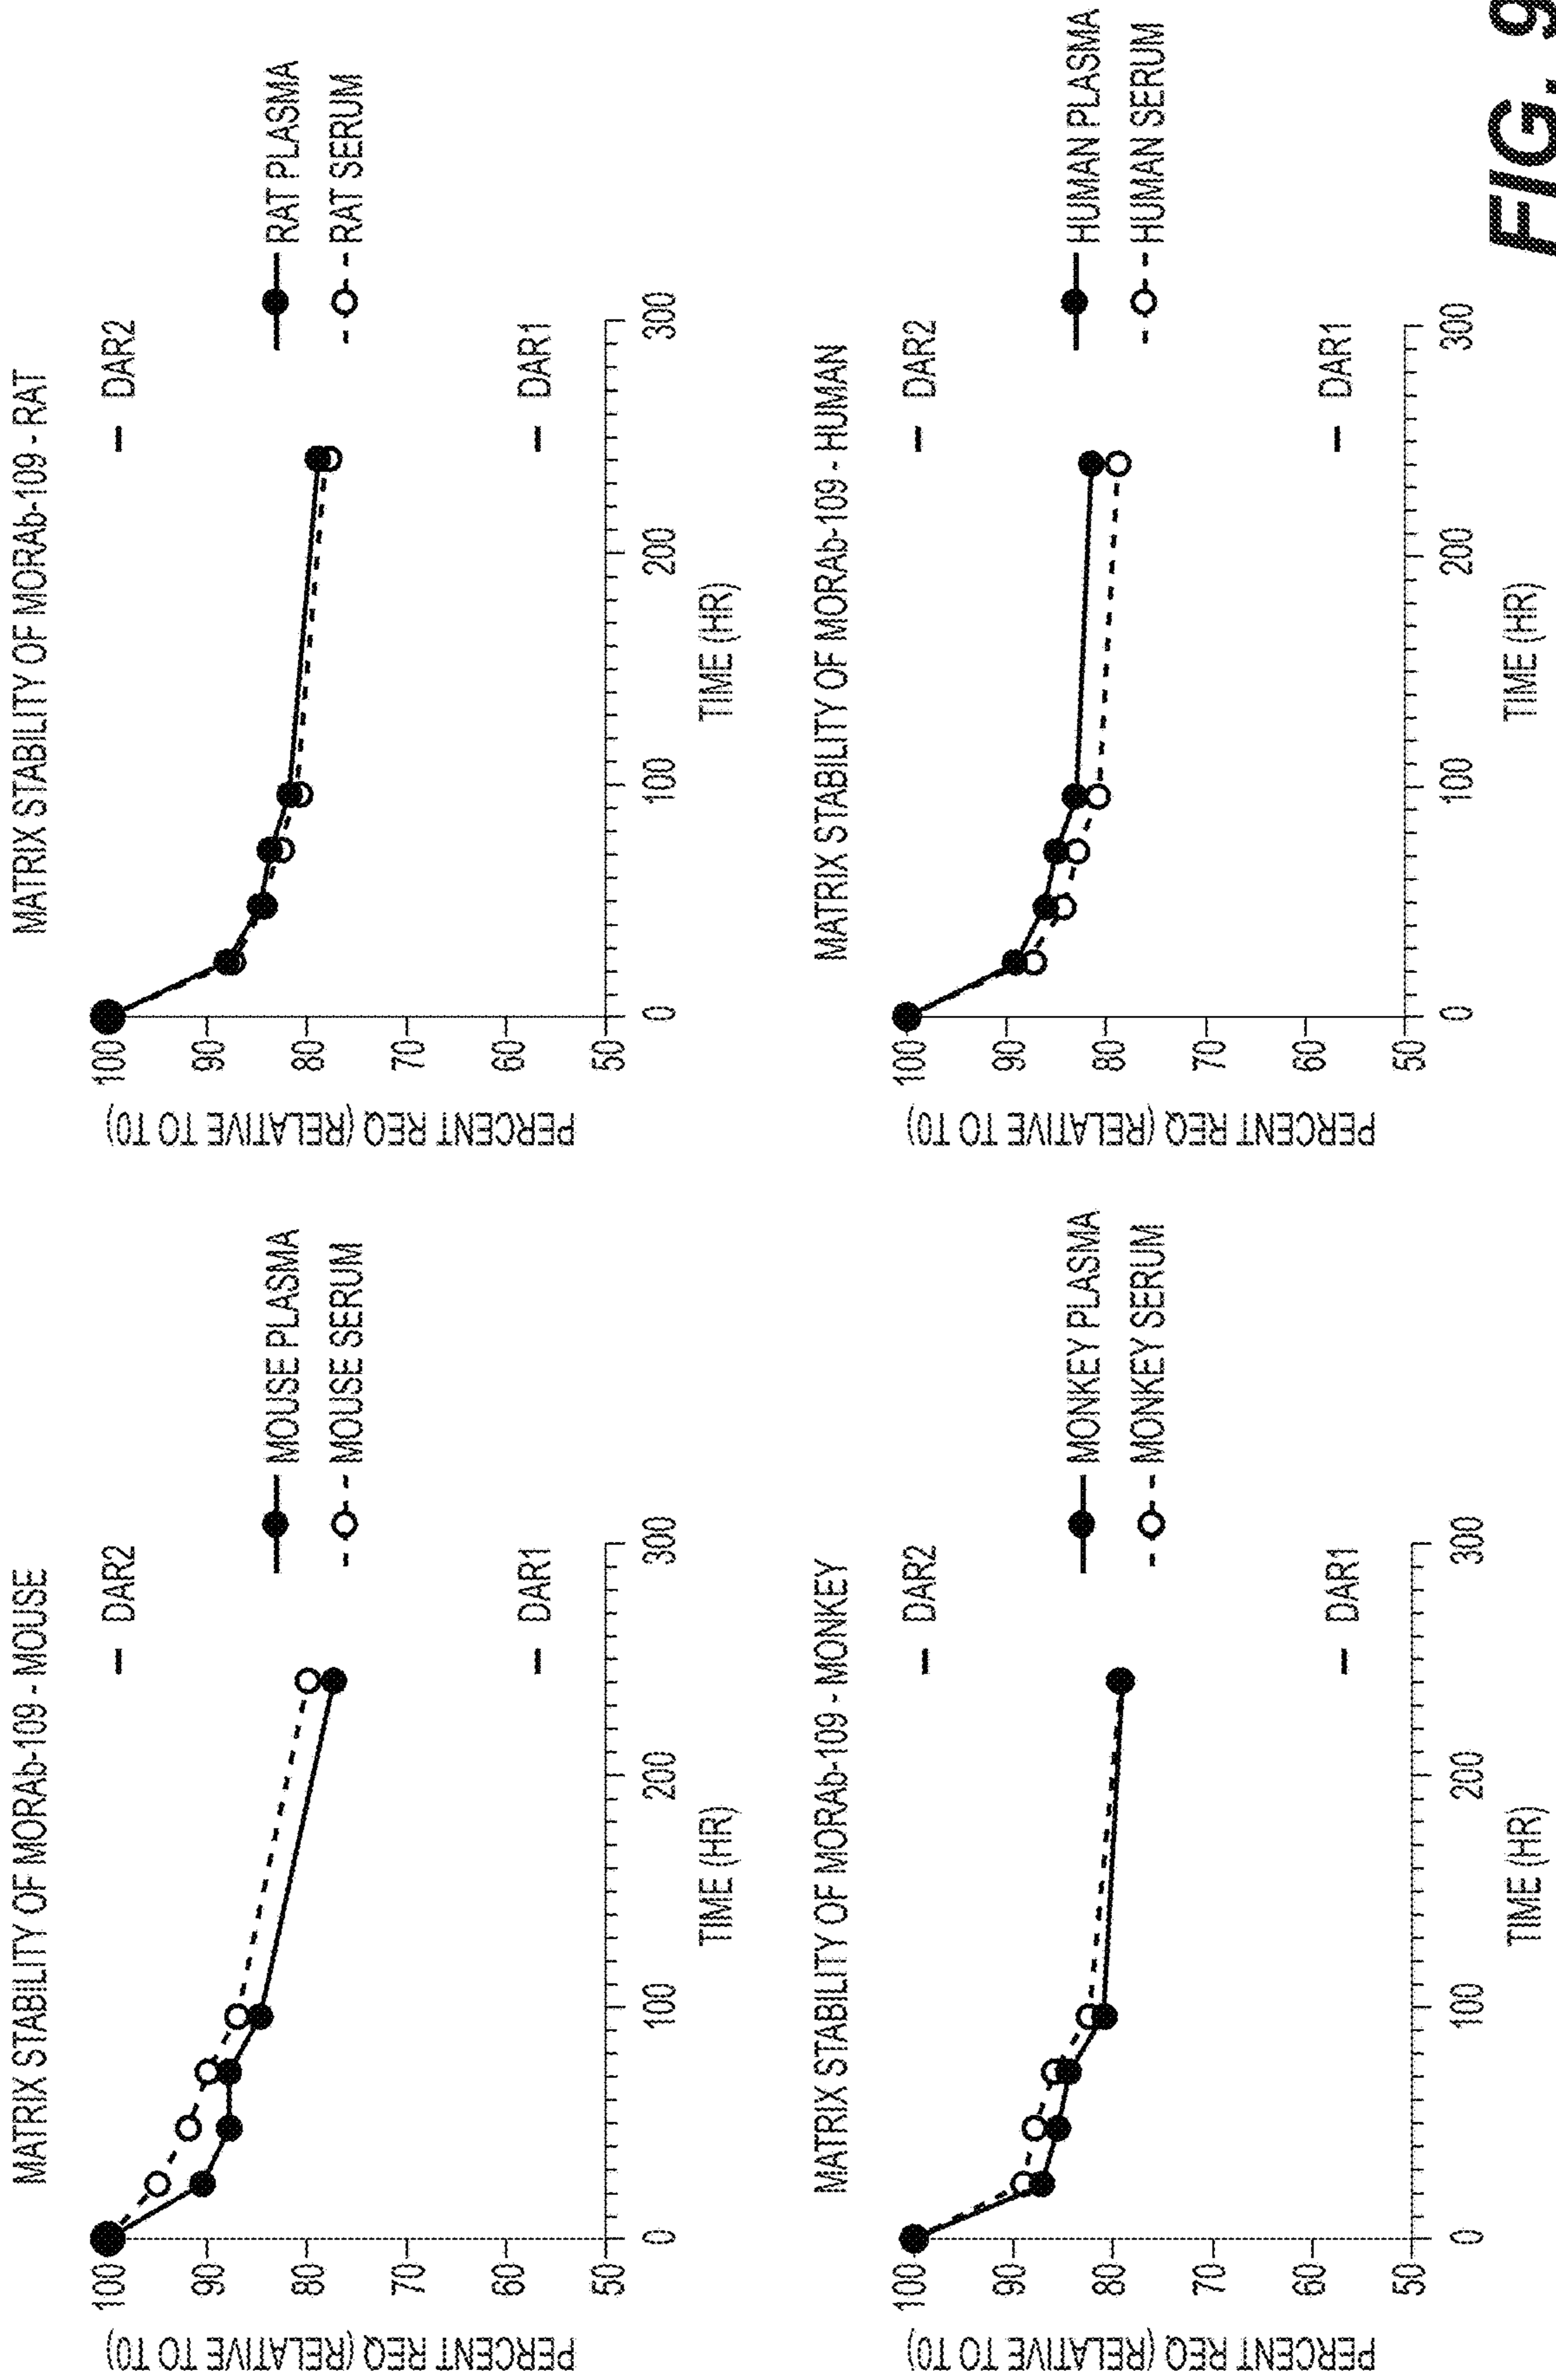 MATRIX STABILITY OF MORAb-109 - MOUSE
PERCENT REQ (RELATIVE TO T0)
100
90
80
70
60
50
0
100
200
300
TIME (HR)
DAR2
DAR1
MOUSE PLASMA
MOUSE SERUM
MATRIX STABILITY OF MORAb-109 - RAT
PERCENT REQ (RELATIVE TO T0)
100
90
80
70
60
50
0
100
200
300
TIME (HR)
DAR2
DAR1
RAT PLASMA
RAT SERUM
MATRIX STABILITY OF MORAb-109 - MONKEY
PERCENT REQ (RELATIVE TO T0)
100
90
80
70
60
50
0
100
200
300
TIME (HR)
DAR2
DAR1
MONKEY PLASMA
MONKEY SERUM
MATRIX STABILITY OF MORAb-109 - HUMAN
PERCENT REQ (RELATIVE TO T0)
100
90
80
70
60
50
0
100
200
300
TIME (HR)
DAR2
DAR1
HUMAN PLASMA
HUMAN SERUM
FIG. 9